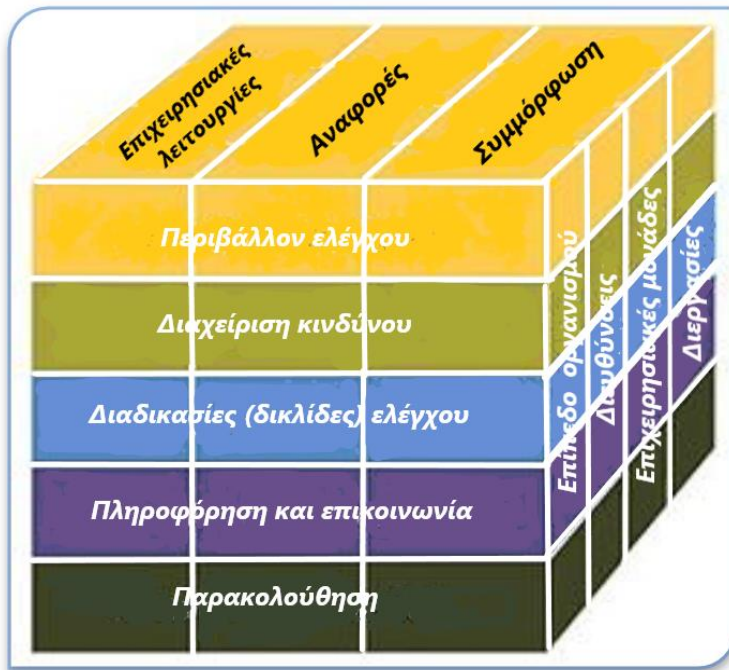 Επιχειρησιακές
λειτουργίες
Αναφορές
Συμμόρφωση
Περιβάλλον ελέγχου
Διαχείριση κινδύνου
Διαδικασίες (δικλίδες) ελέγχου
Πληροφόρηση και επικοινωνία
Παρακολούθηση
Επίπεδο οργανισμού
Διευθύνσεις
Επιχειρησιακές μονάδες
Διεργασίες